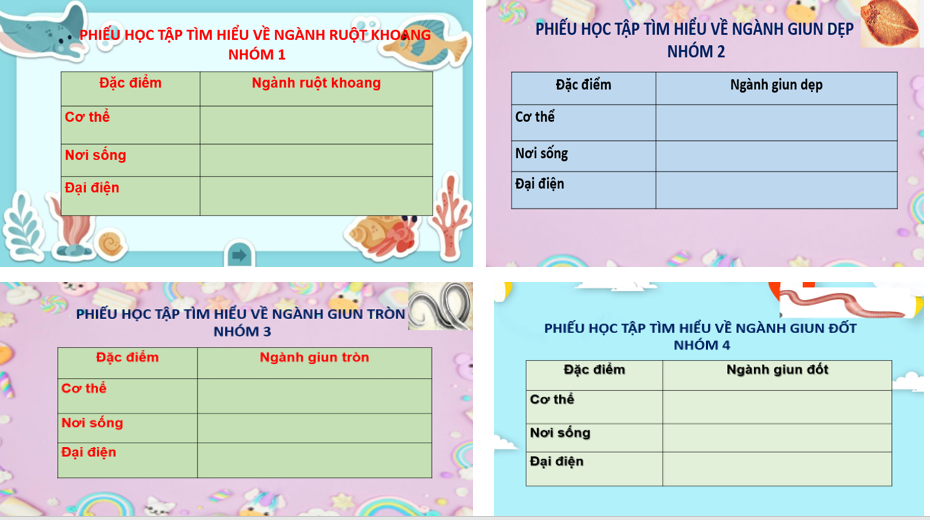 PHIẾU HỌC TẬP TÌM HIỂU VỀ NGÀNH RUỘT KHOANG
NHÓM 1
Đặc điểm Ngành ruột khoang
Cơ thể
Nơi sống
Đại điện
PHIẾU HỌC TẬP TÌM HIỂU VỀ NGÀNH GIUN DẸP
NHÓM 2
Đặc điểm Ngành giun dẹp
Cơ thể
Nơi sống
Đại điện
PHIẾU HỌC TẬP TÌM HIỂU VỀ NGÀNH GIUN TRÒN
NHÓM 3
Đặc điểm Ngành giun tròn
Cơ thể
Nơi sống
Đại điện
PHIẾU HỌC TẬP TÌM HIỂU VỀ NGÀNH GIUN ĐỐT
NHÓM 4
Đặc điểm Ngành giun đốt
Cơ thể
Nơi sống
Đại điện